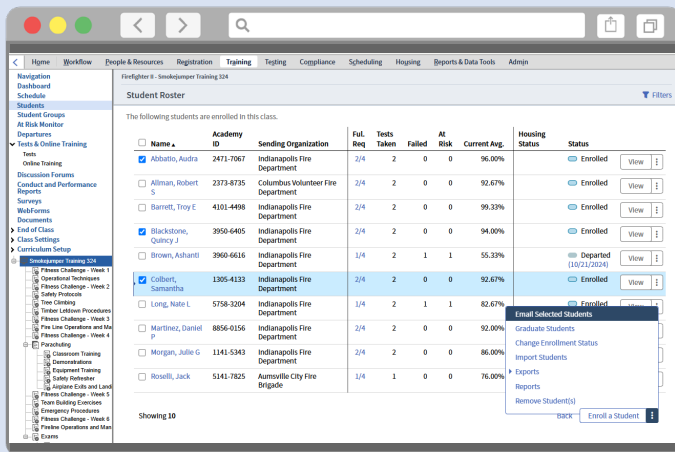 Home Workflow People & Resources Registration Training Testing Compliance Scheduling Housing Reports & Data Tools Admin
Navigation
Dashboard
Schedule
Students
Student Groups
At Risk Monitor
Departures
Tests & Online Training
Tests
Online Training
Discussion Forums
Conduct and Performance
Reports
Surveys
WebForms
Documents
End of Class
Class Settings
Curriculum Setup
Smokejumper Training 324
Fitness Challenge - Week 1
Operational Techniques
Fitness Challenge - Week 2
Safety Protocols
Tree Climbing
Timber Letdown Procedures
Fitness Challenge - Week 3
Fire Line Operations and Ma
Fitness Challenge - Week 4
Parachuting
Classroom Training
Demonstrations
Equipment Training
Safety Refresher
Airplane Exits and Landi
Fitness Challenge - Week 5
Team Building Exercises
Emergency Procedures
Fitness Challenge - Week 6
Fireline Operations and Man
Exams
Firefighter II - Smokejumper Training 324
Student Roster Filters
The following students are enrolled in this class.
Name Academy ID Sending Organization Ful. Req Tests Taken Failed At Risk Current Avg. Housing Status Status
Abbatio, Audra 2471-7067 Indianapolis Fire Department 2/4 2 0 0 96.00% Enrolled View
Allman, Robert S 2373-8735 Columbus Volunteer Fire Department 2/4 2 0 0 92.67% Enrolled View
Barrett, Troy E 4101-4498 Indianapolis Fire Department 2/4 2 0 0 99.33% Enrolled View
Blackstone, Quincy J 3950-6405 Indianapolis Fire Department 2/4 2 0 0 94.00% Enrolled View
Brown, Ashanti 3960-6616 Indianapolis Fire Department 1/4 2 1 1 55.33% Departed (10/21/2024) View
Colbert, Samantha 1305-4133 Indianapolis Fire Department 2/4 2 0 0 92.67% Enrolled View
Long, Nate L 5758-3204 Indianapolis Fire Department 1/4 2 1 1 82.67% Enrolled View
Martinez, Daniel P 8856-0156 Indianapolis Fire Department 2/4 2 0 0 92.00%
Morgan, Julie G 1141-5343 Indianapolis Fire Department 2/4 2 0 0 86.00%
Roselli, Jack 5141-7825 Aumsville City Fire Brigade 1/4 1 0 0 76.00%
Email Selected Students
Graduate Students
Change Enrollment Status
Import Students
Exports
Reports
Remove Student(s)
Showing 10 Back Enroll a Student